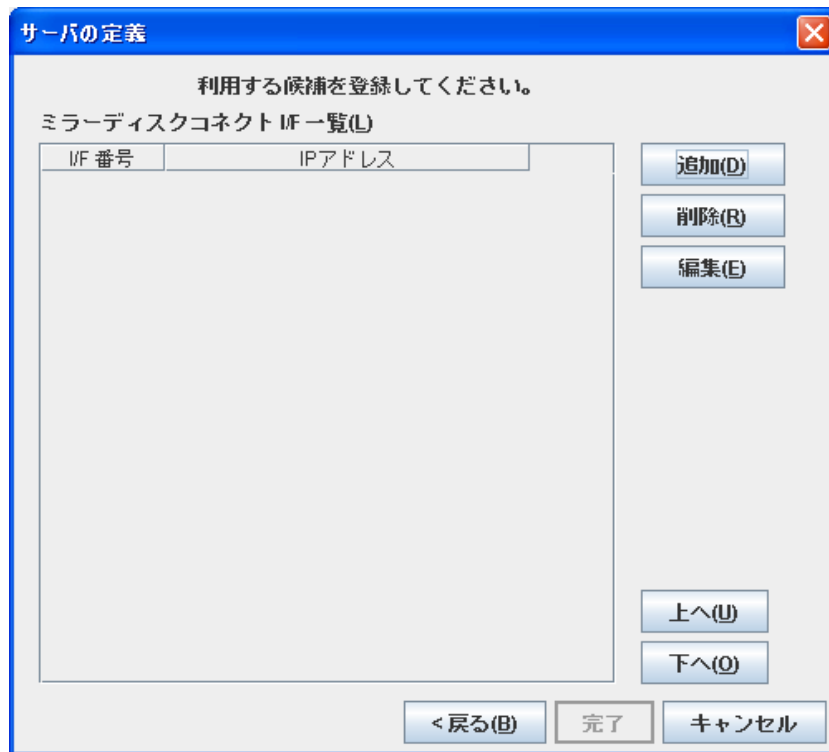 サーバの定義
利用する候補を登録してください。
ミラーディスクコネクト I/F 一覧(L)
I/F 番号 IPアドレス
追加(D)
削除(R)
編集(E)
上へ(U)
下へ(O)
< 戻る(B) 完了 キャンセル